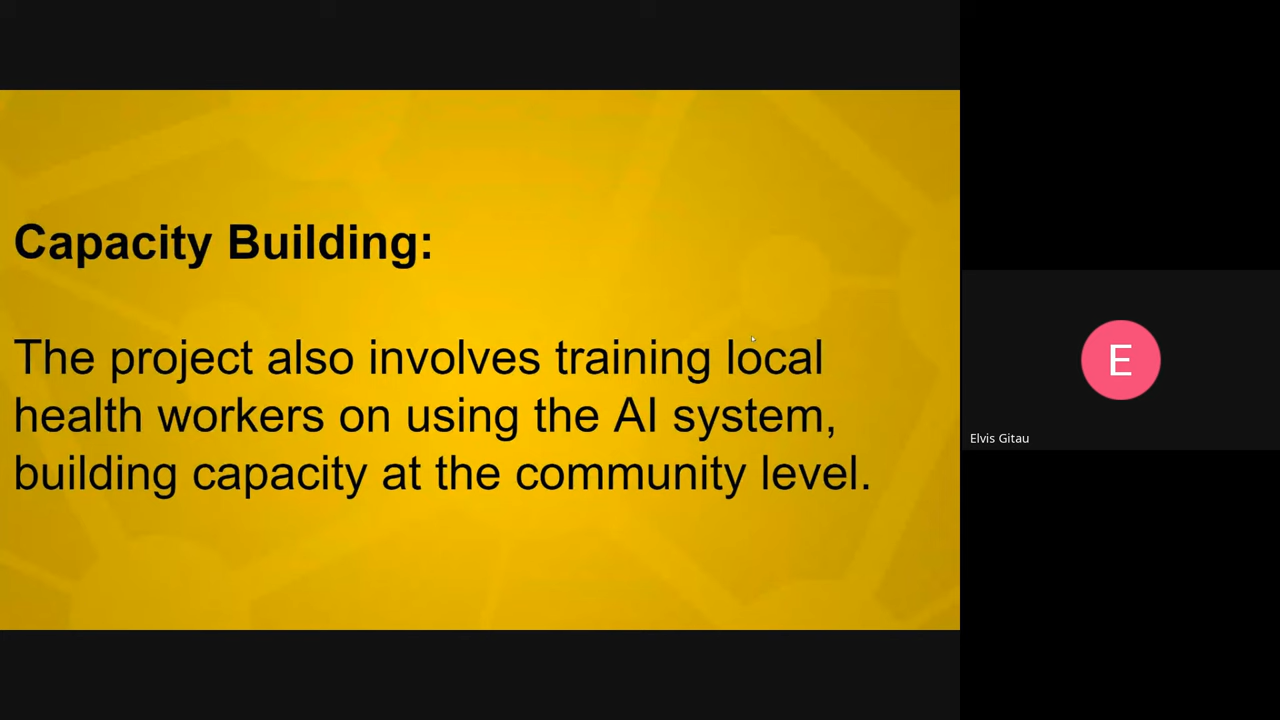 Capacity Building:
The project also involves training local
health workers on using the AI system,
building capacity at the community level.
E
Elvis Gitau